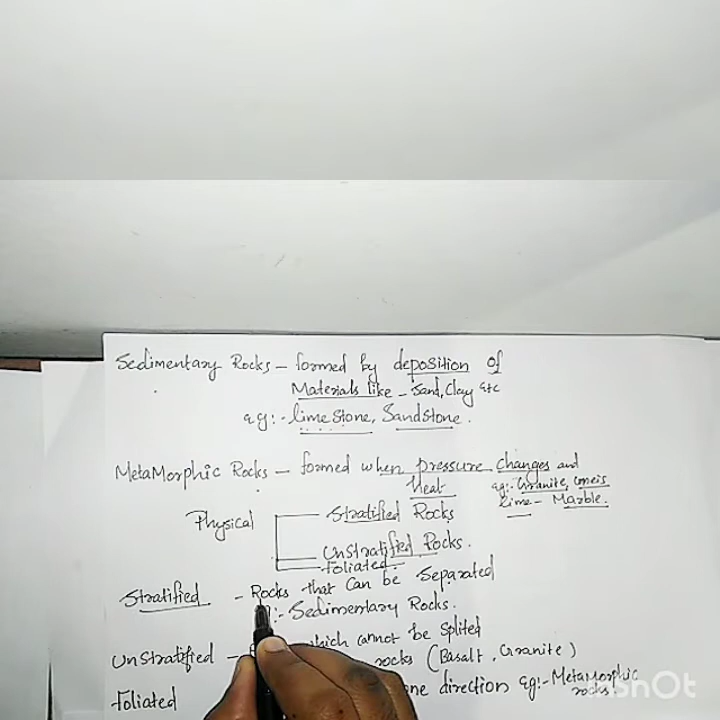 Sedimentary Rocks - formed by deposition of
Materials like - Sand, Clay etc
eg:- lime stone, Sandstone.
MetaMorphic Rocks - formed when pressure changes and
Heat
eg:- Granite, Gneis
lime - Marble.
Physical
Stratified Rocks
Unstratified Rocks.
foliated.
Stratified - Rocks that can be separated
:- Sedimentary Rocks.
Unstratified - which cannot be splited
rocks (Basalt, Granite)
foliated one direction eg:- MetaMorphic
rocks.